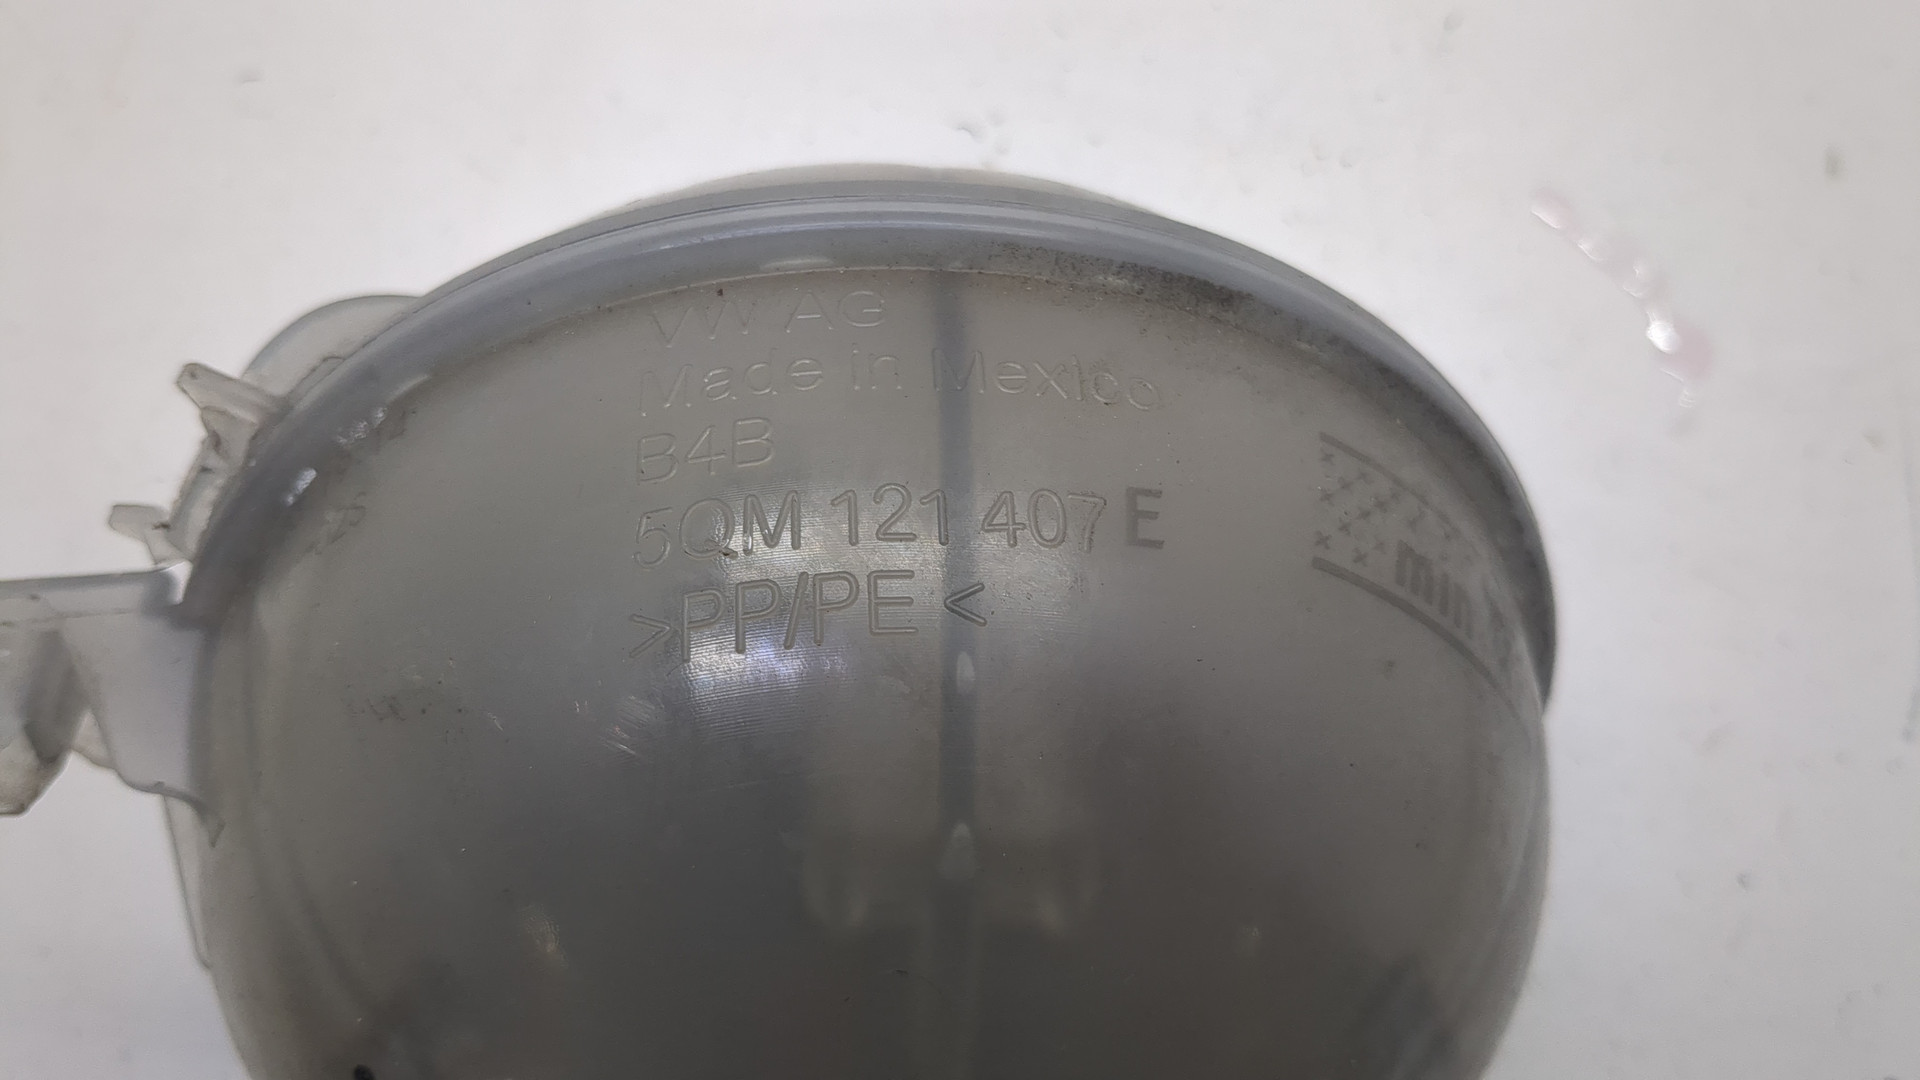 VW AG
Made in Mexico
B4B
5QM 121 407 E
>PP/PE<
min